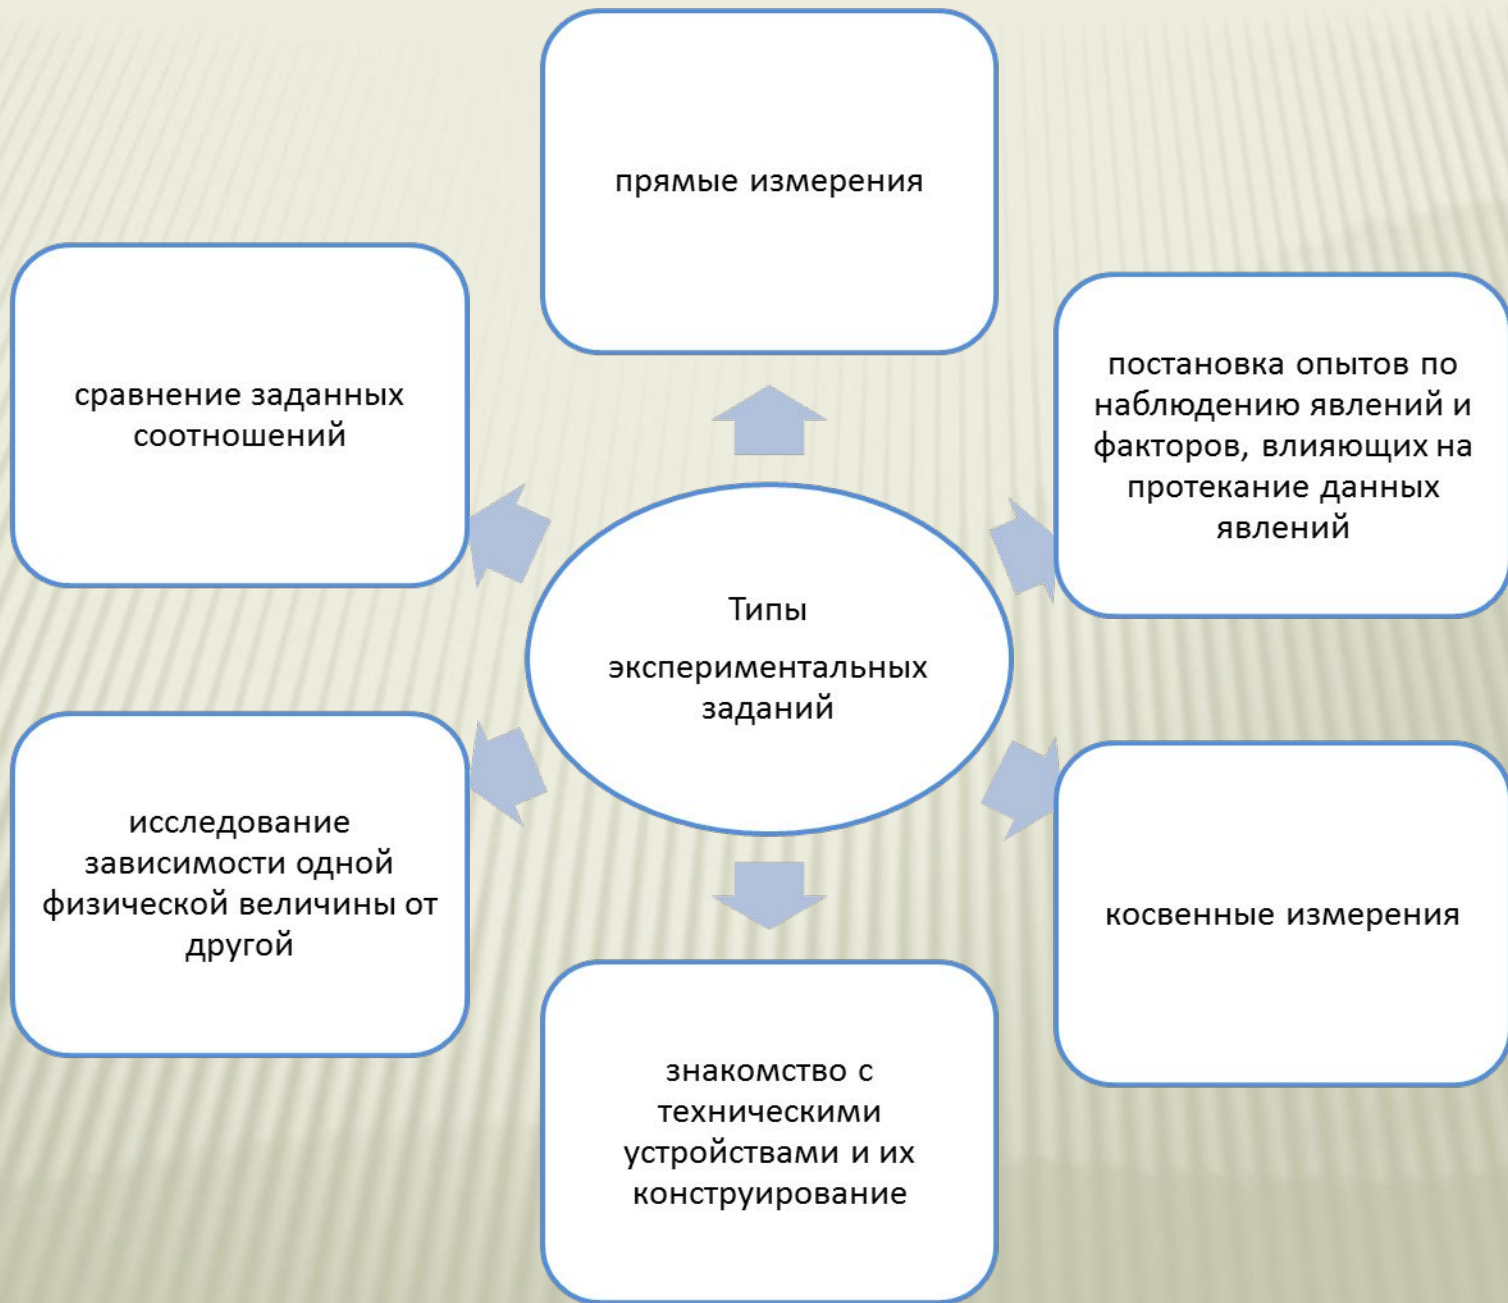 прямые измерения
постановка опытов по
наблюдению явлений и
факторов, влияющих на
протекание данных
явлений
косвенные измерения
знакомство с
техническими
устройствами и их
конструирование
исследование
зависимости одной
физической величины от
другой
сравнение заданных
соотношений
Типы
экспериментальных
заданий